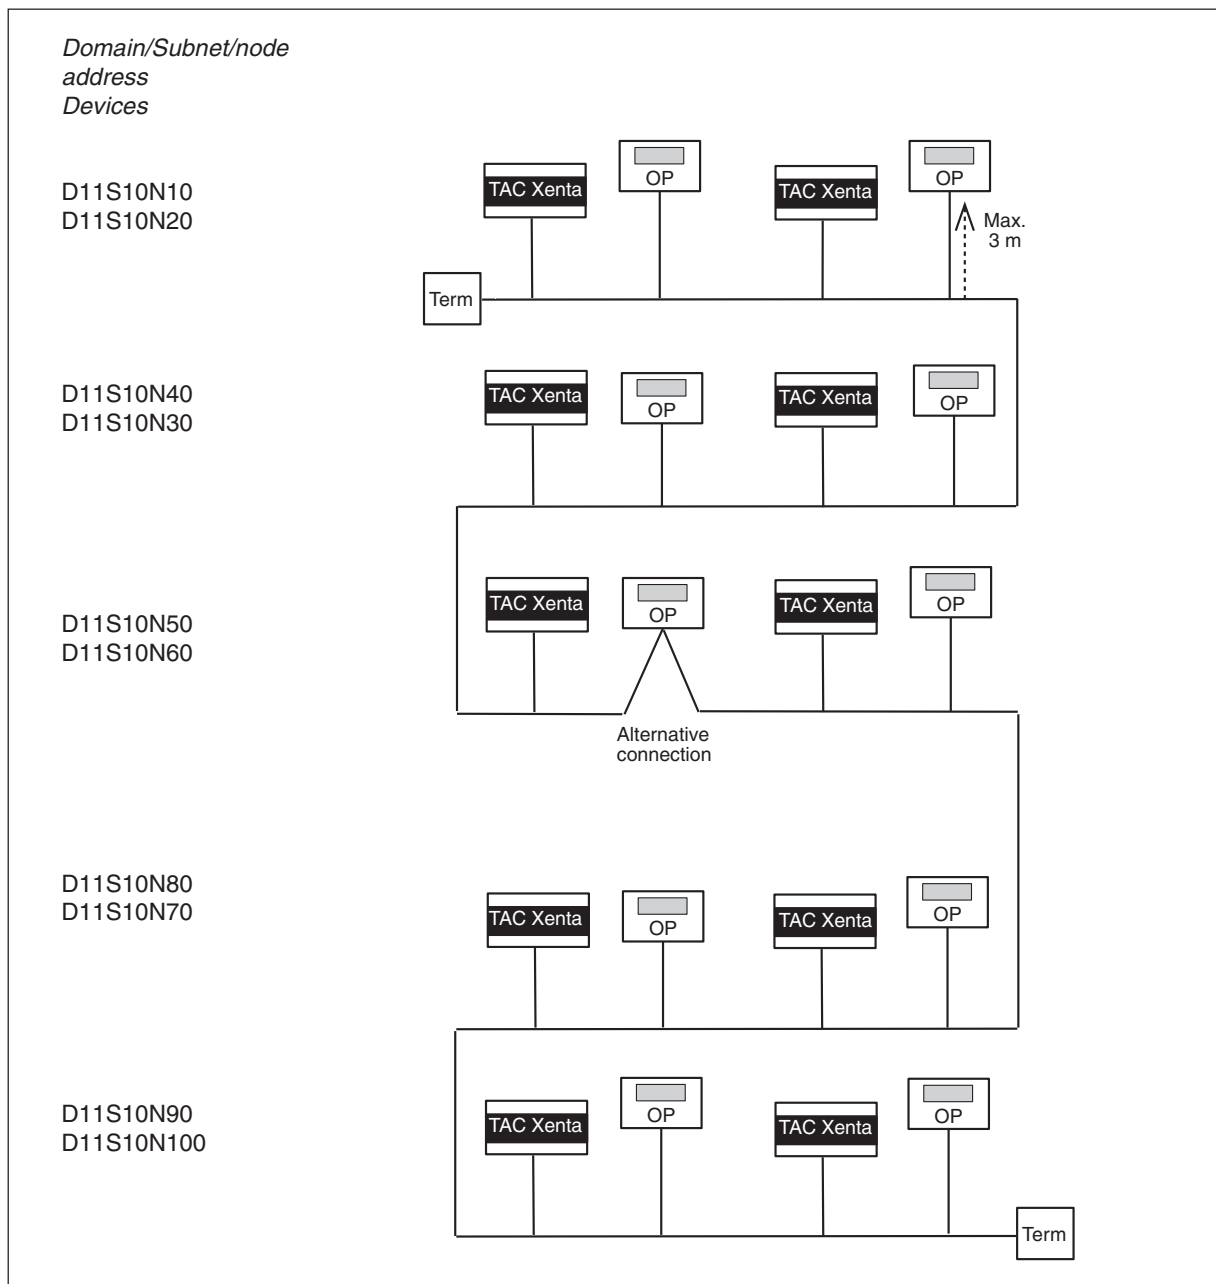 Domain/Subnet/node
address
Devices
D11S10N10
D11S10N20
TAC Xenta
OP
TAC Xenta
OP
Max.
3 m
Term
D11S10N40
D11S10N30
TAC Xenta
OP
TAC Xenta
OP
D11S10N50
D11S10N60
TAC Xenta
OP
TAC Xenta
OP
Alternative
connection
D11S10N80
D11S10N70
TAC Xenta
OP
TAC Xenta
OP
D11S10N90
D11S10N100
TAC Xenta
OP
TAC Xenta
OP
Term